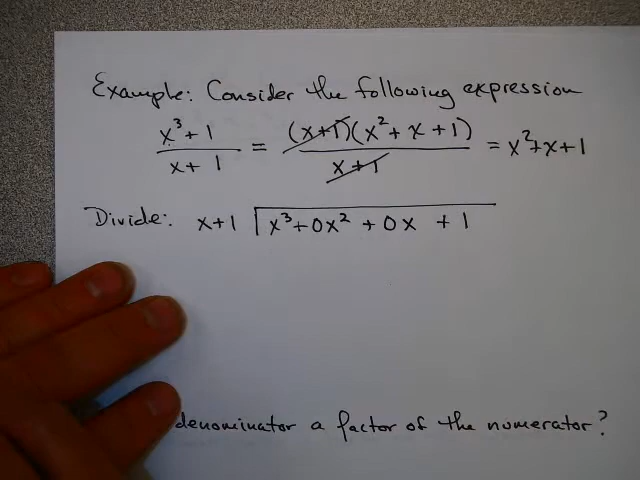 Example: Consider the following expression
x³+1 / x+1 = (x+1)(x²+x+1) / x+1 = x²+x+1
Divide: x+1 | x³+0x²+0x+1
denominator a factor of the numerator?